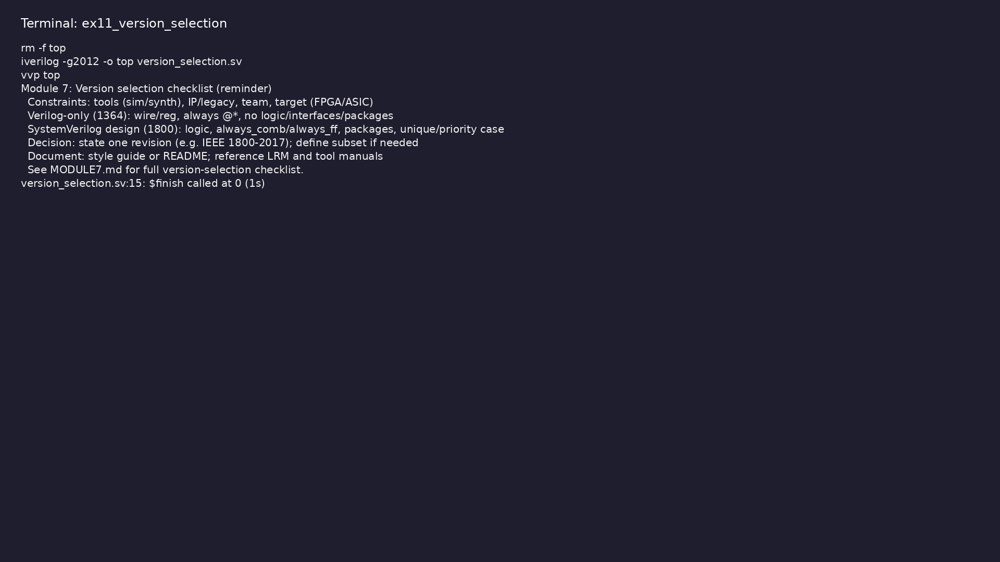 Terminal: ex11_version_selection
rm -f top
iverilog -g2012 -o top version_selection.sv
vvp top
Module 7: Version selection checklist (reminder)
  Constraints: tools (sim/synth), IP/legacy, team, target (FPGA/ASIC)
  Verilog-only (1364): wire/reg, always @*, no logic/interfaces/packages
  SystemVerilog design (1800): logic, always_comb/always_ff, packages, unique/priority case
  Decision: state one revision (e.g. IEEE 1800-2017); define subset if needed
  Document: style guide or README; reference LRM and tool manuals
  See MODULE7.md for full version-selection checklist.
version_selection.sv:15: $finish called at 0 (1s)